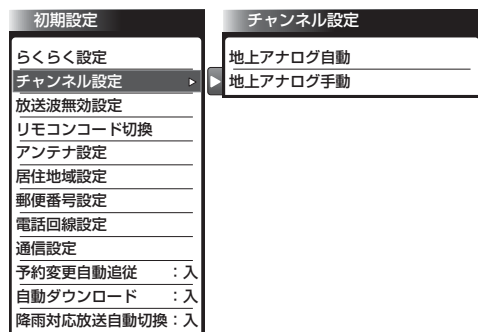 初期設定
らくらく設定
チャンネル設定
放送波無効設定
リモコンコード切換
アンテナ設定
居住地域設定
郵便番号設定
電話回線設定
通信設定
予約変更自動追従 :入
自動ダウンロード :入
降雨対応放送自動切換:入
チャンネル設定
地上アナログ自動
地上アナログ手動